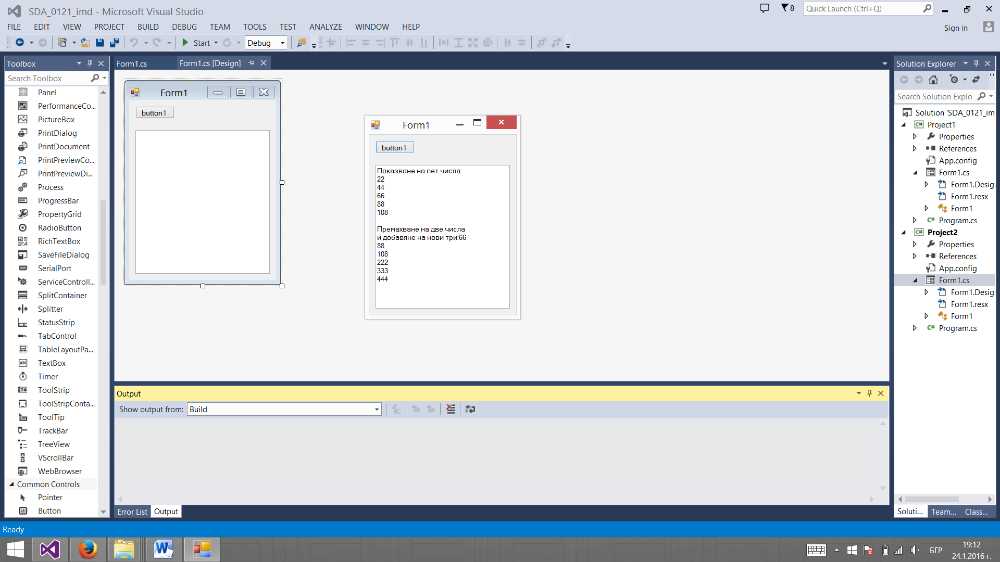 SDA_0121_imd - Microsoft Visual Studio
8
Quick Launch (Ctrl+Q)
FILE EDIT VIEW PROJECT BUILD DEBUG TEAM TOOLS TEST ANALYZE WINDOW HELP
Sign in
Start
Debug
Toolbox
Search Toolbox
Panel
PerformanceCo...
PictureBox
PrintDialog
PrintDocument
PrintPreviewCo...
PrintPreviewDi...
Process
ProgressBar
PropertyGrid
RadioButton
RichTextBox
SaveFileDialog
SerialPort
ServiceControll...
SplitContainer
Splitter
StatusStrip
TabControl
TableLayoutPa...
TextBox
Timer
ToolStrip
ToolStripConta...
ToolTip
TrackBar
TreeView
VScrollBar
WebBrowser
Common Controls
Pointer
Button
Form1.cs
Form1.cs [Design]
Form1
button1
Form1
button1
Показване на пет числа:
22
44
66
88
108
Премахване на две числа
и добавяне на нови три:66
88
108
222
333
444
Output
Show output from: Build
Error List
Output
Solution Explorer
Search Solution Explo
Solution 'SDA_0121_im
Project1
Properties
References
App.config
Form1.cs
Form1.Desig
Form1.resx
Form1
Program.cs
Project2
Properties
References
App.config
Form1.cs
Form1.Desig
Form1.resx
Form1
Program.cs
Soluti...
Team...
Class...
Ready
БГР
19:12
24.1.2016 г.